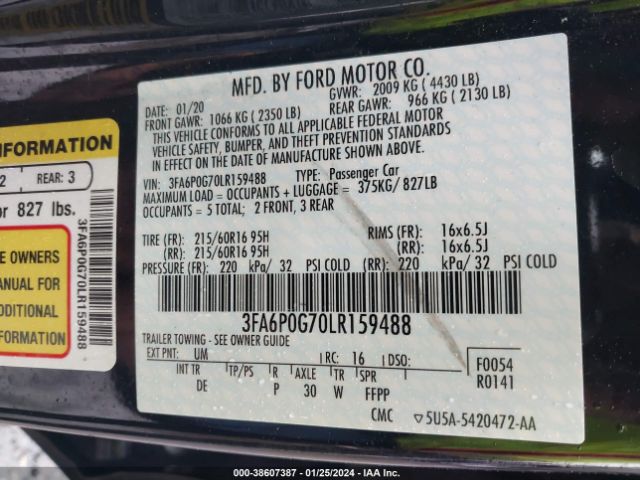 MFD. BY FORD MOTOR CO.
DATE: 01/20 GVWR: 2009 KG ( 4430 LB)
FRONT GAWR: 1066 KG ( 2350 LB) REAR GAWR: 966 KG ( 2130 LB)
THIS VEHICLE CONFORMS TO ALL APPLICABLE FEDERAL MOTOR
VEHICLE SAFETY, BUMPER, AND THEFT PREVENTION STANDARDS
IN EFFECT ON THE DATE OF MANUFACTURE SHOWN ABOVE.
VIN: 3FA6P0G70LR159488 TYPE: Passenger Car
MAXIMUM LOAD = OCCUPANTS + LUGGAGE = 375KG/ 827LB
OCCUPANTS = 5 TOTAL; 2 FRONT, 3 REAR
TIRE (FR): 215/60R16 95H RIMS (FR): 16x6.5J
(RR): 215/60R16 95H (RR): 16x6.5J
PRESSURE (FR): 220 kPa/ 32 PSI COLD (RR): 220 kPa/ 32 PSI COLD
3FA6P0G70LR159488
TRAILER TOWING - SEE OWNER GUIDE
EXT PNT: UM RC: 16 DSO: F0054
INT TR TP/PS R AXLE TR SPR R0141
DE P 30 W FFPP
CMC ▽5U5A-5420472-AA
INFORMATION
2 REAR: 3
or 827 lbs.
E OWNERS
MANUAL FOR
ADDITIONAL
FORMATION
3FA6P0G70LR159488
000-38607387 - 01/25/2024 - IAA Inc.